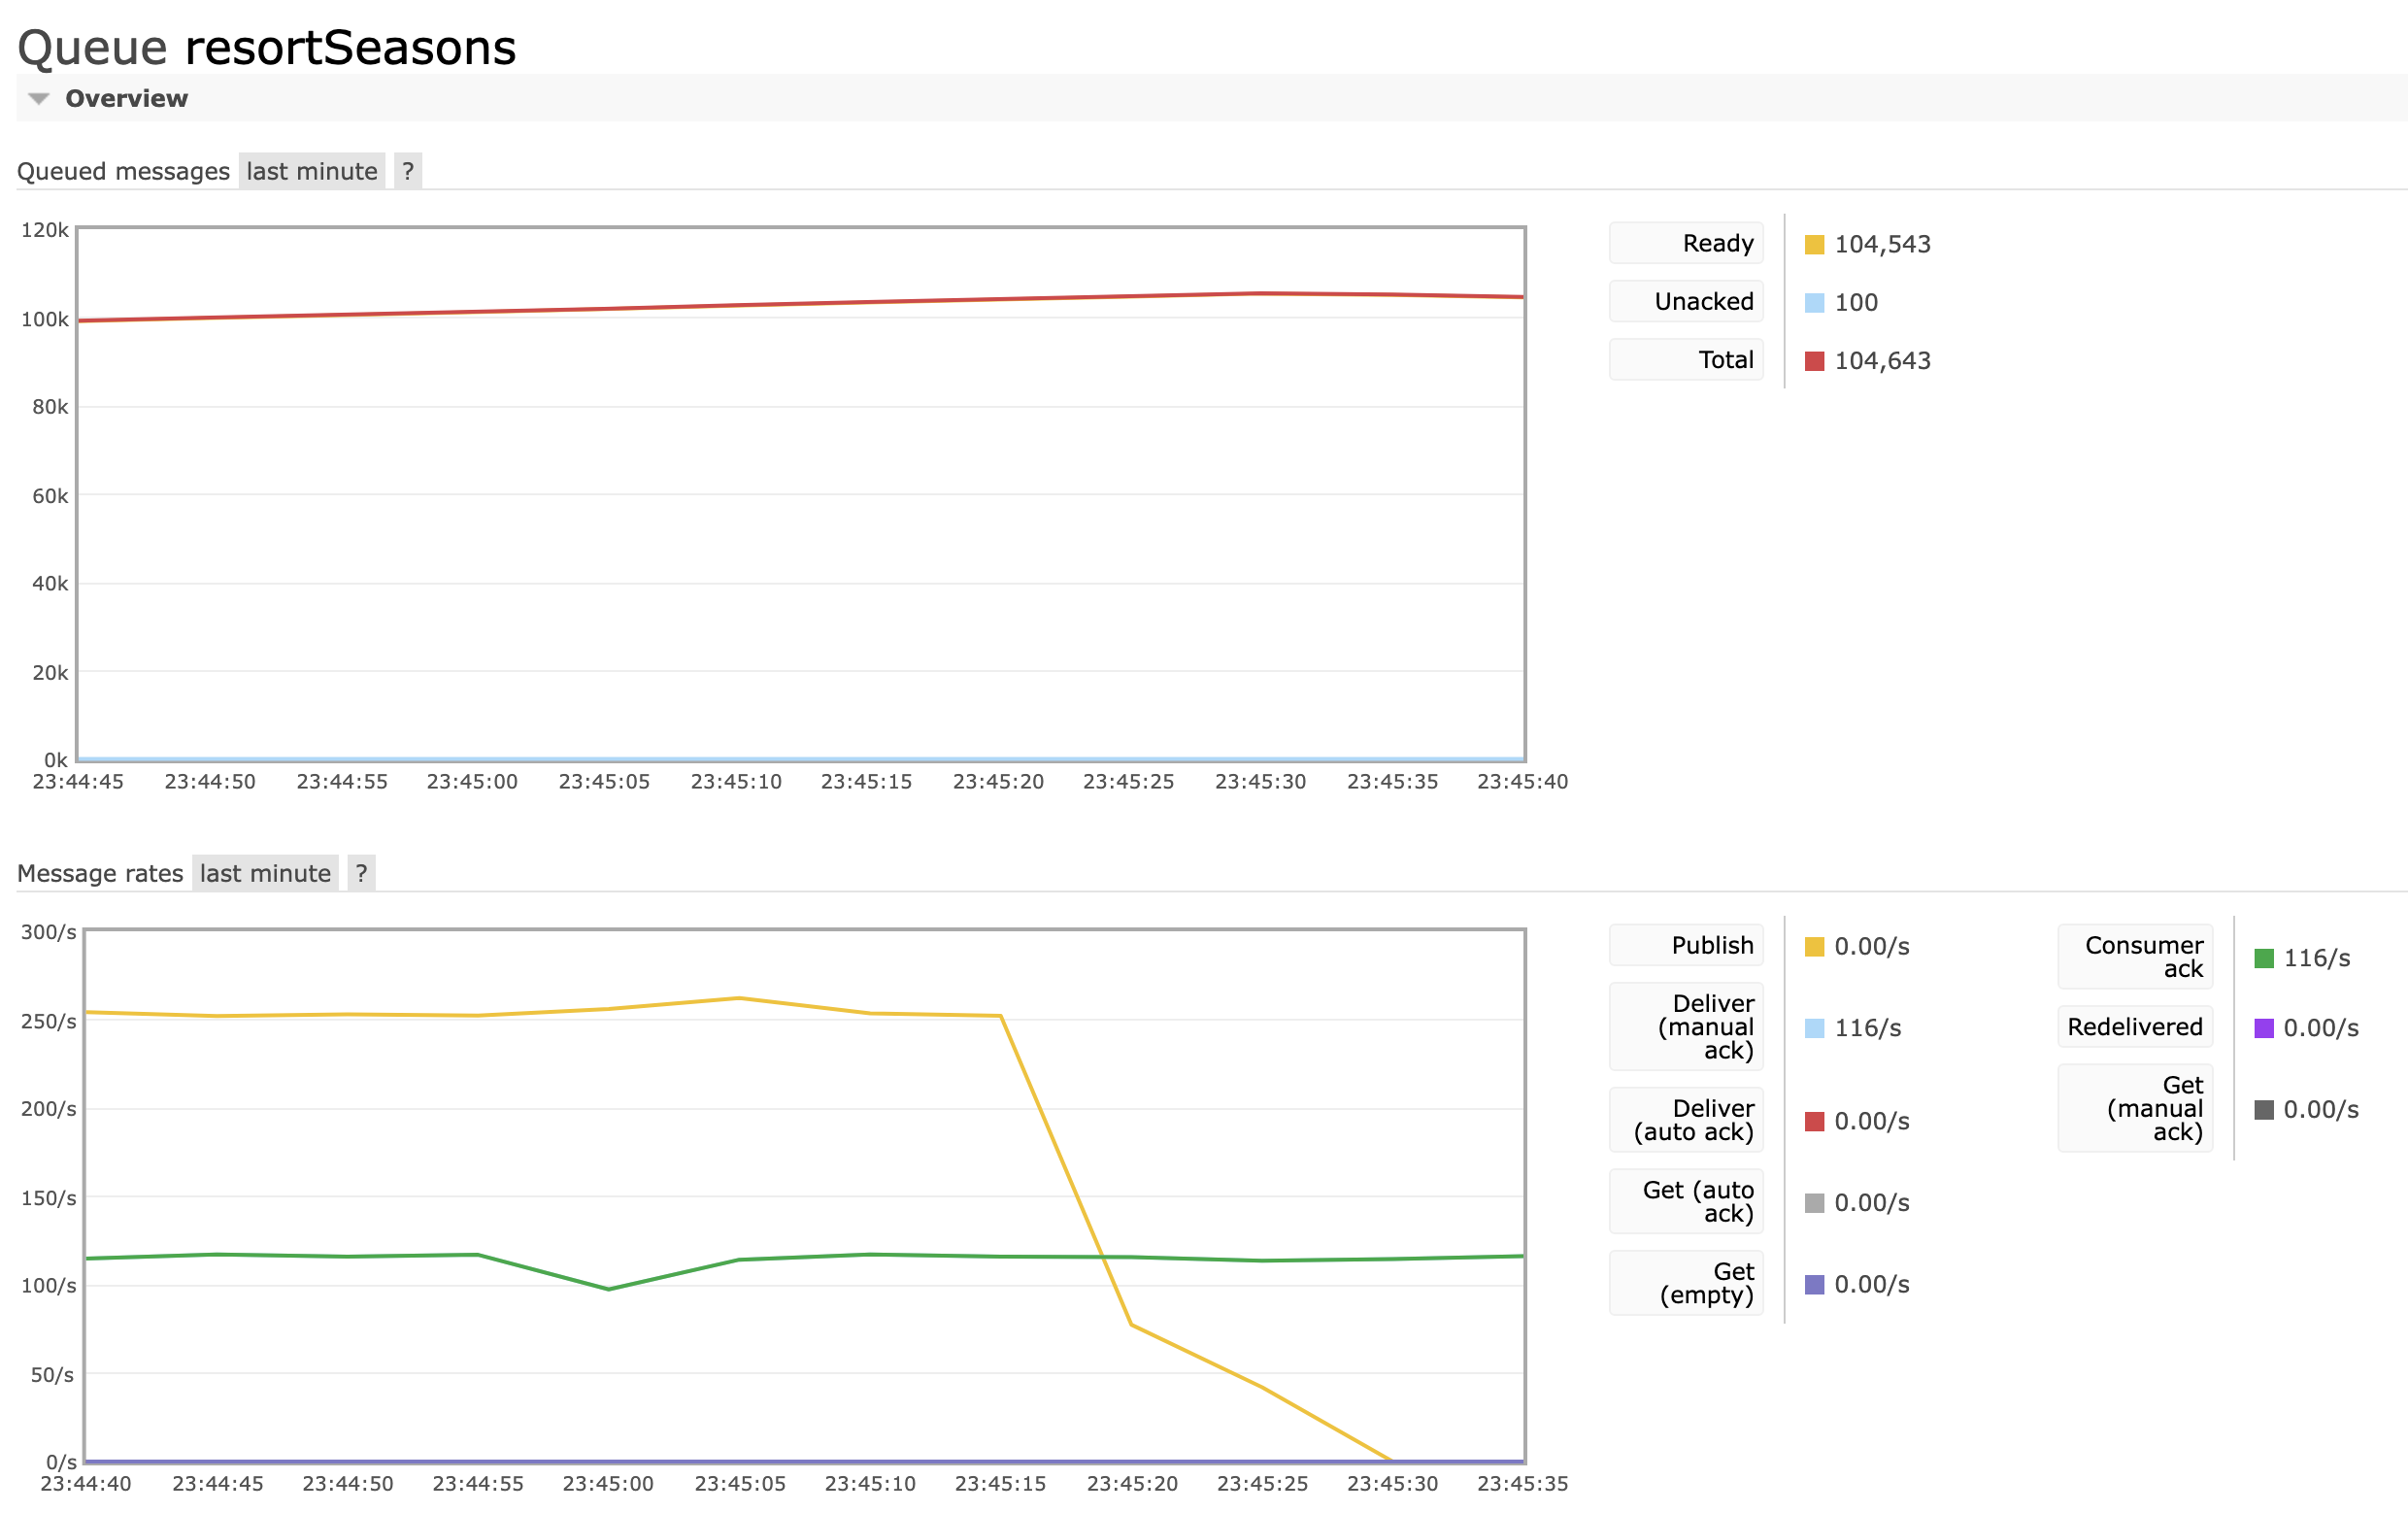 Queue resortSeasons
Overview
Queued messages last minute ?
120k
100k
80k
60k
40k
20k
0k
23:44:45 23:44:50 23:44:55 23:45:00 23:45:05 23:45:10 23:45:15 23:45:20 23:45:25 23:45:30 23:45:35 23:45:40
Ready 104,543
Unacked 100
Total 104,643
Message rates last minute ?
300/s
250/s
200/s
150/s
100/s
50/s
0/s
23:44:40 23:44:45 23:44:50 23:44:55 23:45:00 23:45:05 23:45:10 23:45:15 23:45:20 23:45:25 23:45:30 23:45:35
Publish 0.00/s
Deliver
(manual 116/s
ack)
Deliver
(auto ack) 0.00/s
Get (auto
ack) 0.00/s
Get
(empty) 0.00/s
Consumer
ack 116/s
Redelivered 0.00/s
Get
(manual 0.00/s
ack)